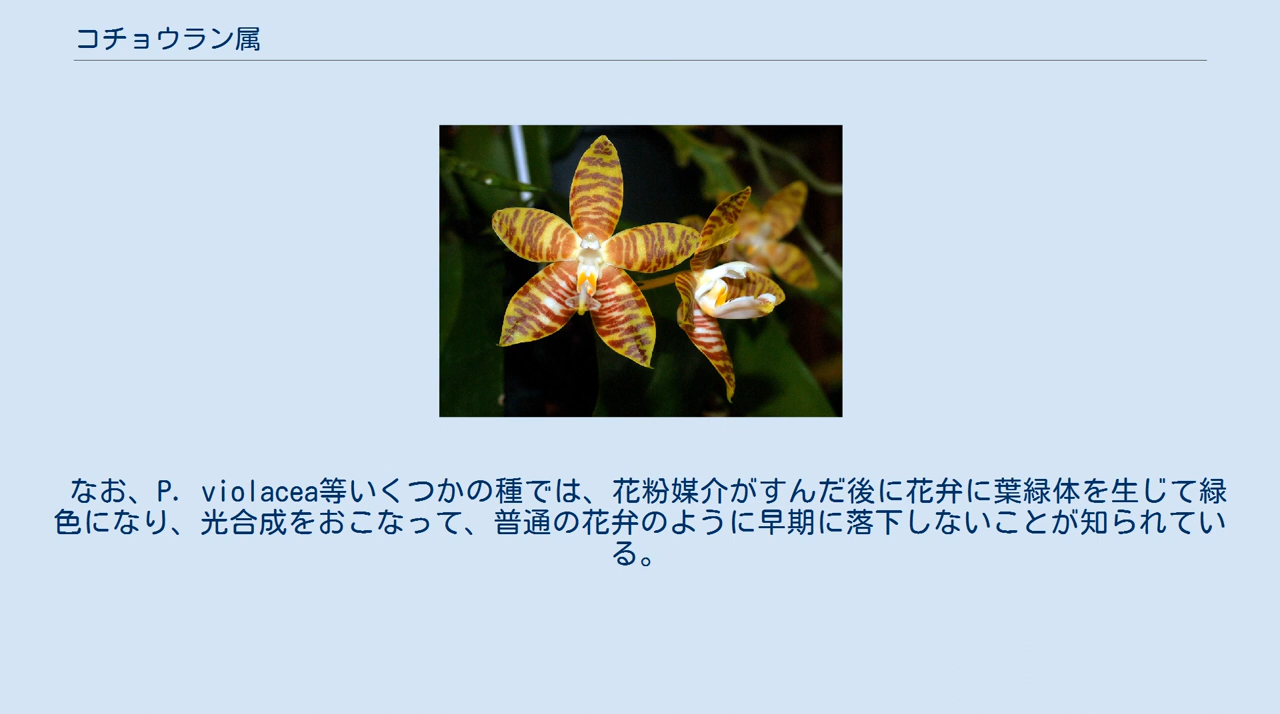 コチョウラン属
なお、P. violacea等いくつかの種では、花粉媒介がすんだ後に花弁に葉緑体を生じて緑
色になり、光合成をおこなって、普通の花弁のように早期に落下しないことが知られてい
る。